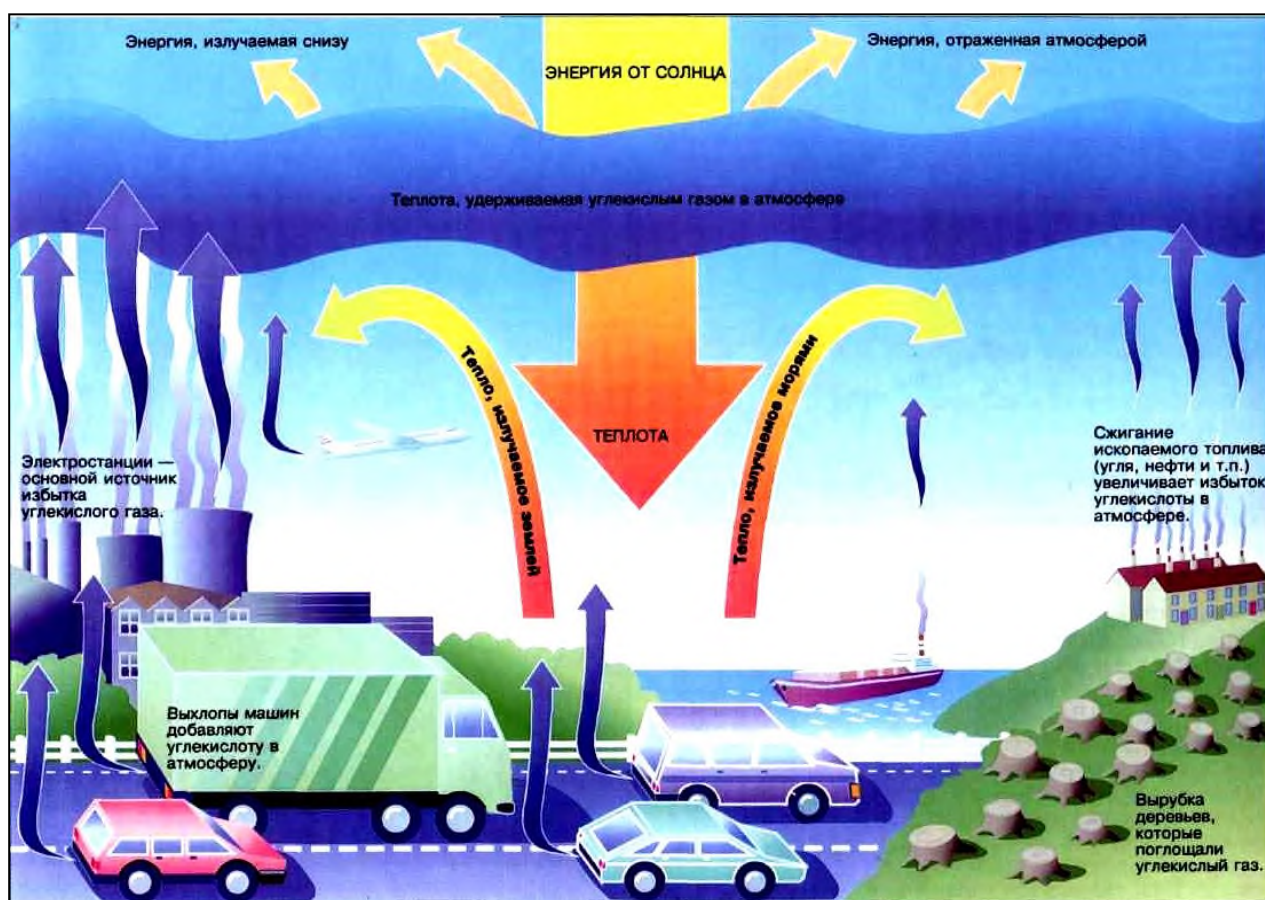 Энергия, излучаемая снизу
ЭНЕРГИЯ ОТ СОЛНЦА
Энергия, отраженная атмосферой
Теплота, удерживаемая углекислым газом в атмосфере
Тепло, излучаемое землей
ТЕПЛОТА
Тепло, излучаемое морями
Электростанции —
основной источник
избытка
углекислого газа.
Сжигание
ископаемого топлива
(угля, нефти и т.п.)
увеличивает избыток
углекислоты в
атмосфере.
Выхлопы машин
добавляют
углекислоту в
атмосферу.
Вырубка
деревьев,
которые
поглощали
углекислый газ.